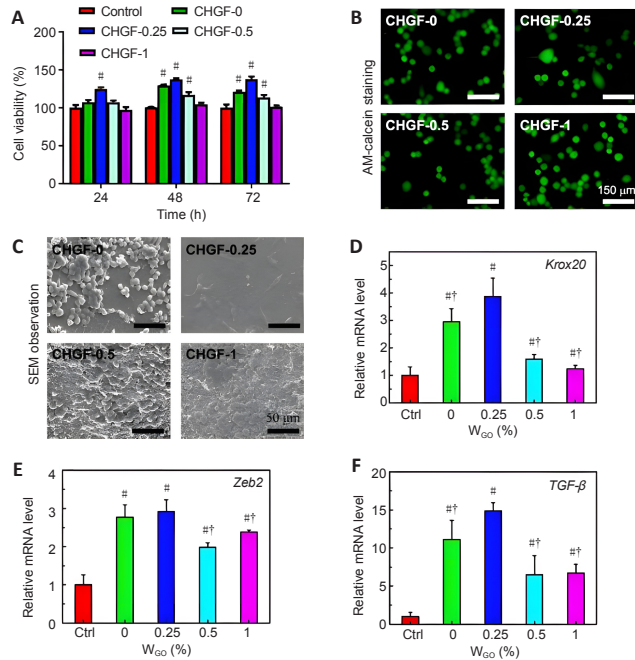 A
Control
CHGF-0
CHGF-0.25
CHGF-0.5
CHGF-1
Cell viability (%)
200
150
100
50
0
# # # # # # #
24
48
72
Time (h)
B
AM-calcein staining
CHGF-0
CHGF-0.25
CHGF-0.5
CHGF-1
150 μm
C
SEM observation
CHGF-0
CHGF-0.25
CHGF-0.5
CHGF-1
50 μm
D
Krox20
Relative mRNA level
5
4
3
2
1
0
#†
#
#†
#†
Ctrl 0 0.25 0.5 1
WGO (%)
E
Zeb2
Relative mRNA level
4
3
2
1
0
#
#
#†
#†
Ctrl 0 0.25 0.5 1
WGO (%)
F
TGF-β
Relative mRNA level
20
15
10
5
0
#†
#
#†
#†
Ctrl 0 0.25 0.5 1
WGO (%)